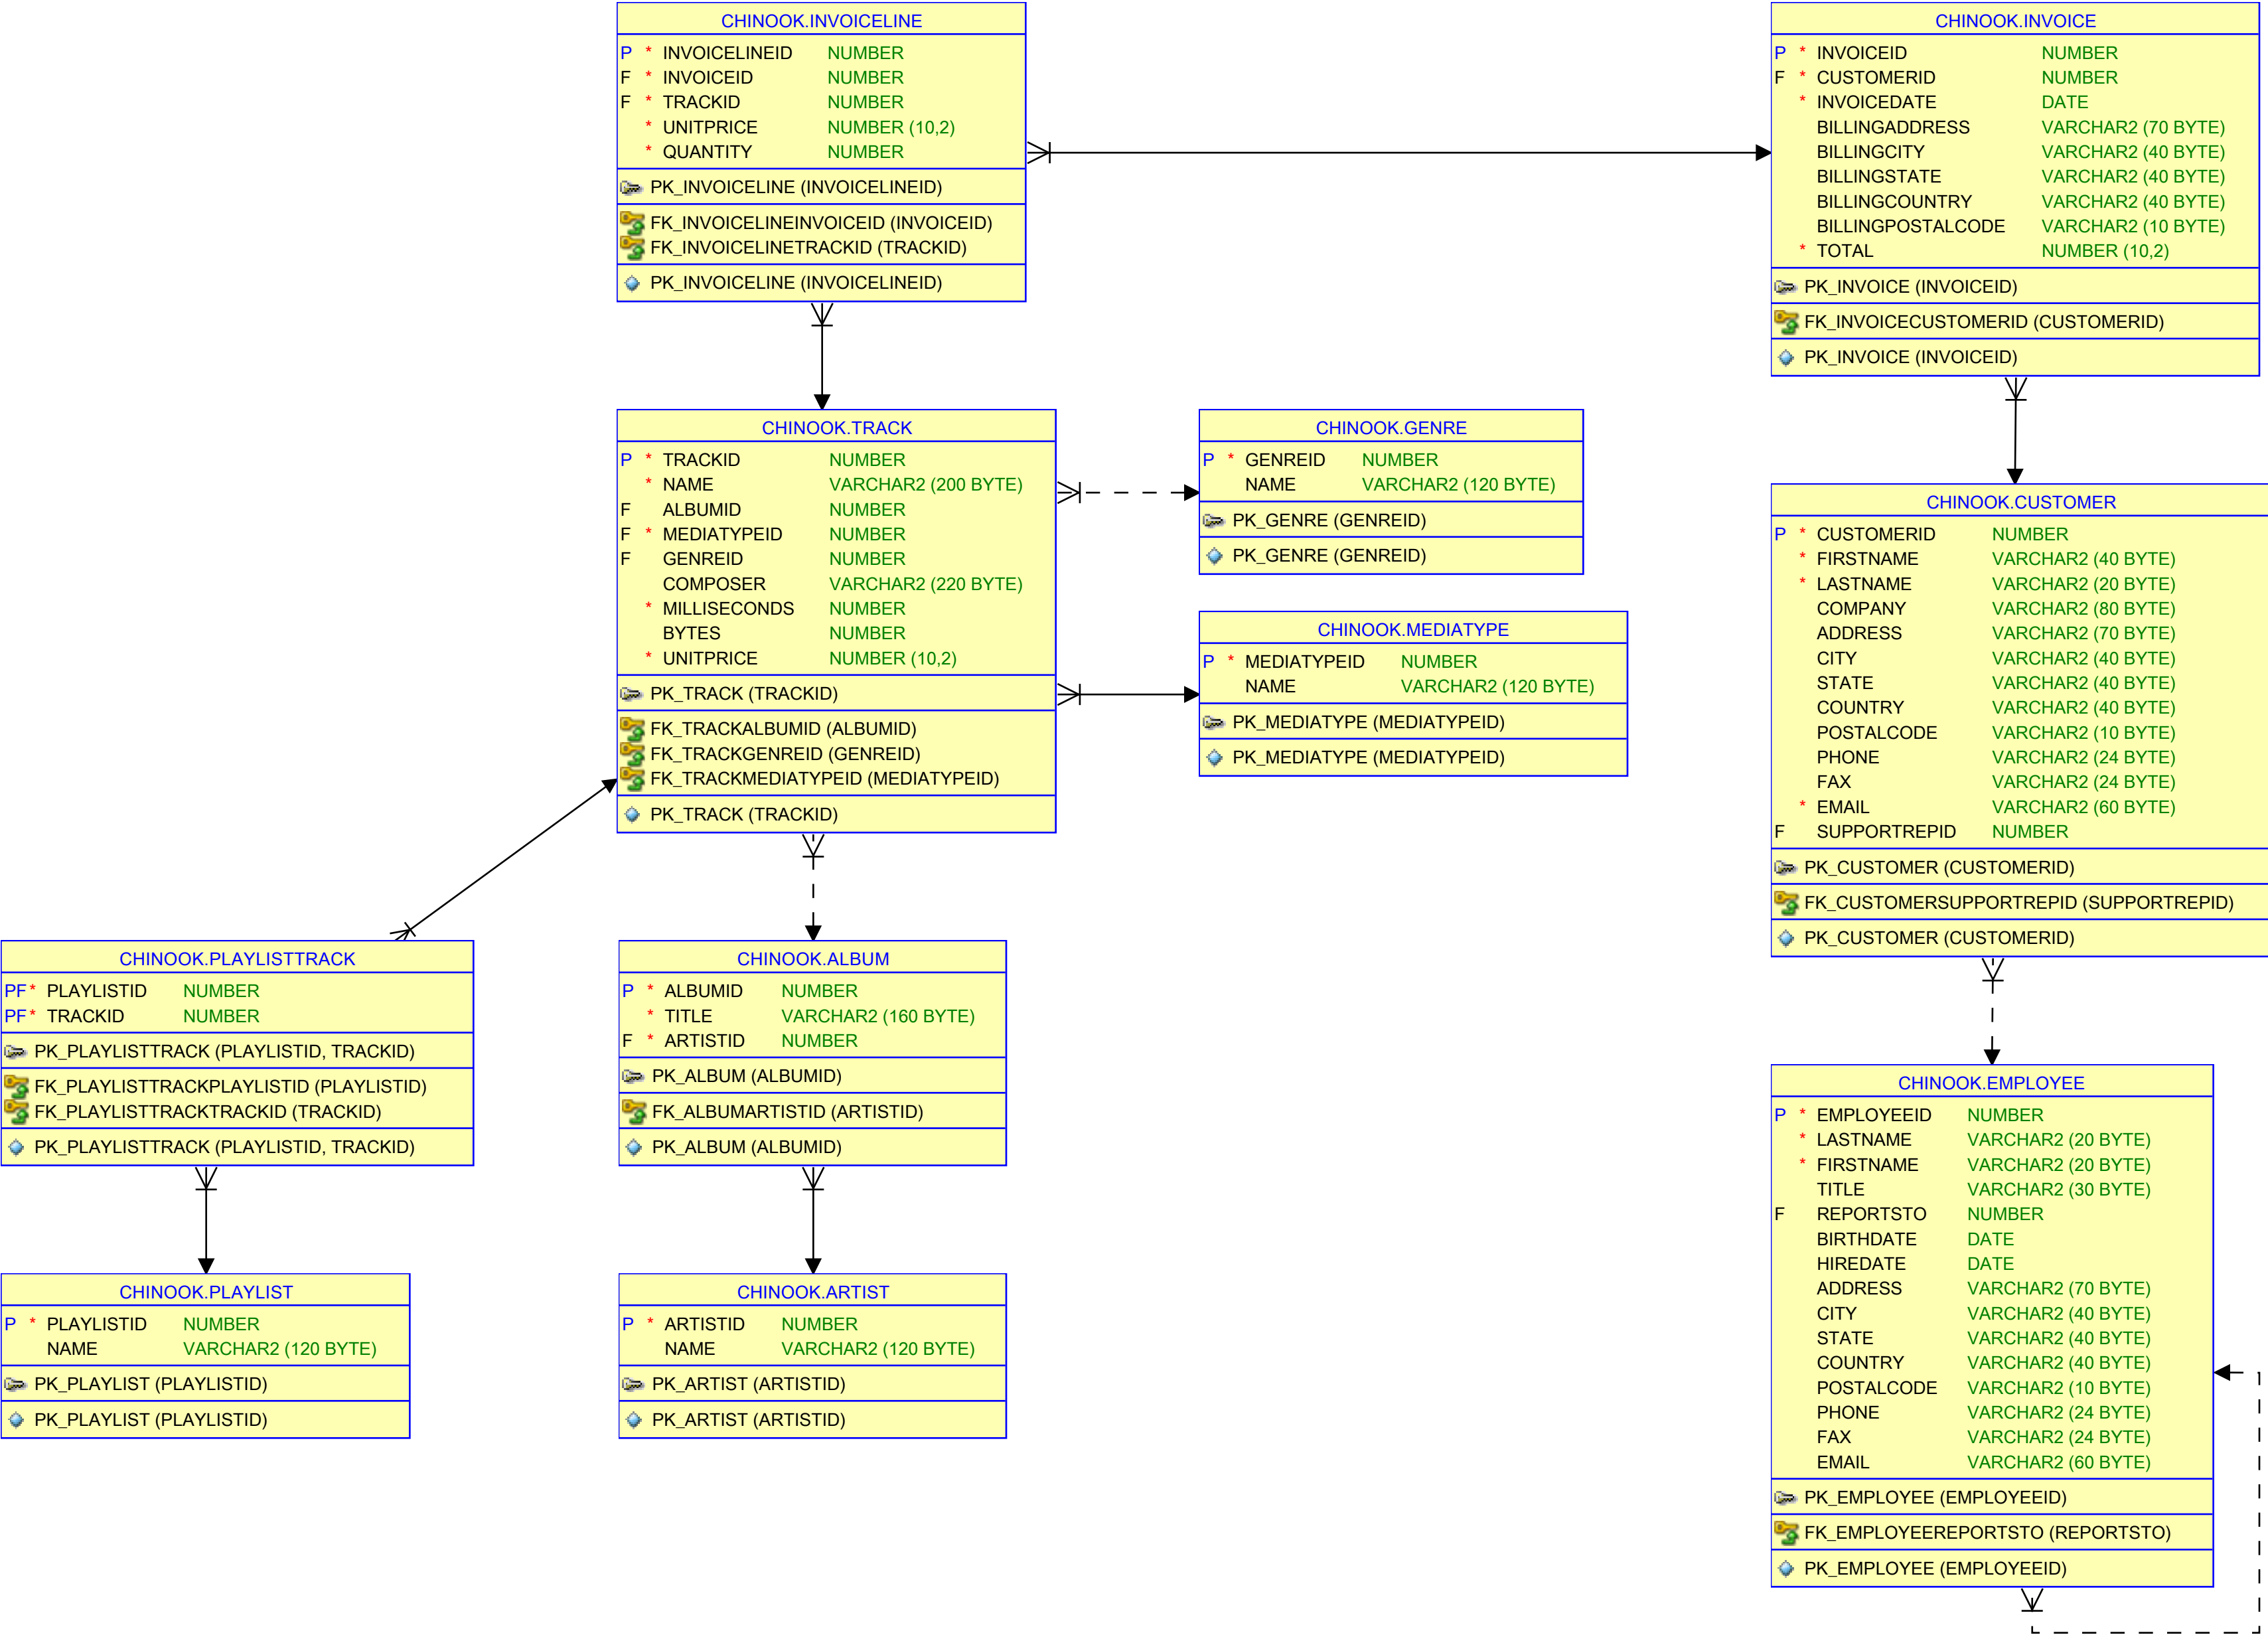 CHINOOK.INVOICELINE
P * INVOICELINEID NUMBER
F * INVOICEID NUMBER
F * TRACKID NUMBER
* UNITPRICE NUMBER (10,2)
* QUANTITY NUMBER
PK_INVOICELINE (INVOICELINEID)
FK_INVOICELINEINVOICEID (INVOICEID)
FK_INVOICELINETRACKID (TRACKID)
PK_INVOICELINE (INVOICELINEID)
CHINOOK.INVOICE
P * INVOICEID NUMBER
F * CUSTOMERID NUMBER
* INVOICEDATE DATE
BILLINGADDRESS VARCHAR2 (70 BYTE)
BILLINGCITY VARCHAR2 (40 BYTE)
BILLINGSTATE VARCHAR2 (40 BYTE)
BILLINGCOUNTRY VARCHAR2 (40 BYTE)
BILLINGPOSTALCODE VARCHAR2 (10 BYTE)
* TOTAL NUMBER (10,2)
PK_INVOICE (INVOICEID)
FK_INVOICECUSTOMERID (CUSTOMERID)
PK_INVOICE (INVOICEID)
CHINOOK.TRACK
P * TRACKID NUMBER
* NAME VARCHAR2 (200 BYTE)
F ALBUMID NUMBER
F * MEDIATYPEID NUMBER
F GENREID NUMBER
COMPOSER VARCHAR2 (220 BYTE)
* MILLISECONDS NUMBER
BYTES NUMBER
* UNITPRICE NUMBER (10,2)
PK_TRACK (TRACKID)
FK_TRACKALBUMID (ALBUMID)
FK_TRACKGENREID (GENREID)
FK_TRACKMEDIATYPEID (MEDIATYPEID)
PK_TRACK (TRACKID)
CHINOOK.GENRE
P * GENREID NUMBER
NAME VARCHAR2 (120 BYTE)
PK_GENRE (GENREID)
PK_GENRE (GENREID)
CHINOOK.MEDIATYPE
P * MEDIATYPEID NUMBER
NAME VARCHAR2 (120 BYTE)
PK_MEDIATYPE (MEDIATYPEID)
PK_MEDIATYPE (MEDIATYPEID)
CHINOOK.CUSTOMER
P * CUSTOMERID NUMBER
* FIRSTNAME VARCHAR2 (40 BYTE)
* LASTNAME VARCHAR2 (20 BYTE)
COMPANY VARCHAR2 (80 BYTE)
ADDRESS VARCHAR2 (70 BYTE)
CITY VARCHAR2 (40 BYTE)
STATE VARCHAR2 (40 BYTE)
COUNTRY VARCHAR2 (40 BYTE)
POSTALCODE VARCHAR2 (10 BYTE)
PHONE VARCHAR2 (24 BYTE)
FAX VARCHAR2 (24 BYTE)
* EMAIL VARCHAR2 (60 BYTE)
F SUPPORTREPID NUMBER
PK_CUSTOMER (CUSTOMERID)
FK_CUSTOMERSUPPORTREPID (SUPPORTREPID)
PK_CUSTOMER (CUSTOMERID)
CHINOOK.PLAYLISTTRACK
PF * PLAYLISTID NUMBER
PF * TRACKID NUMBER
PK_PLAYLISTTRACK (PLAYLISTID, TRACKID)
FK_PLAYLISTTRACKPLAYLISTID (PLAYLISTID)
FK_PLAYLISTTRACKTRACKID (TRACKID)
PK_PLAYLISTTRACK (PLAYLISTID, TRACKID)
CHINOOK.ALBUM
P * ALBUMID NUMBER
* TITLE VARCHAR2 (160 BYTE)
F * ARTISTID NUMBER
PK_ALBUM (ALBUMID)
FK_ALBUMARTISTID (ARTISTID)
PK_ALBUM (ALBUMID)
CHINOOK.EMPLOYEE
P * EMPLOYEEID NUMBER
* LASTNAME VARCHAR2 (20 BYTE)
* FIRSTNAME VARCHAR2 (20 BYTE)
TITLE VARCHAR2 (30 BYTE)
F REPORTSTO NUMBER
BIRTHDATE DATE
HIREDATE DATE
ADDRESS VARCHAR2 (70 BYTE)
CITY VARCHAR2 (40 BYTE)
STATE VARCHAR2 (40 BYTE)
COUNTRY VARCHAR2 (40 BYTE)
POSTALCODE VARCHAR2 (10 BYTE)
PHONE VARCHAR2 (24 BYTE)
FAX VARCHAR2 (24 BYTE)
EMAIL VARCHAR2 (60 BYTE)
PK_EMPLOYEE (EMPLOYEEID)
FK_EMPLOYEEREPORTSTO (REPORTSTO)
PK_EMPLOYEE (EMPLOYEEID)
CHINOOK.PLAYLIST
P * PLAYLISTID NUMBER
NAME VARCHAR2 (120 BYTE)
PK_PLAYLIST (PLAYLISTID)
PK_PLAYLIST (PLAYLISTID)
CHINOOK.ARTIST
P * ARTISTID NUMBER
NAME VARCHAR2 (120 BYTE)
PK_ARTIST (ARTISTID)
PK_ARTIST (ARTISTID)